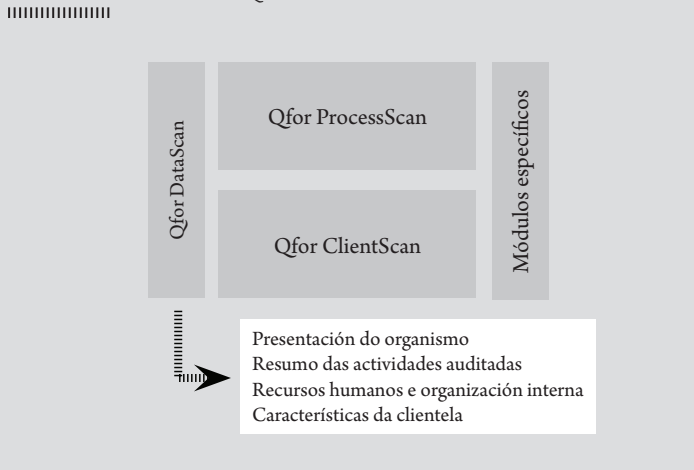 Qfor DataScan
Qfor ProcessScan
Qfor ClientScan
Módulos específicos
Presentación do organismo
Resumo das actividades auditadas
Recursos humanos e organización interna
Características da clientela